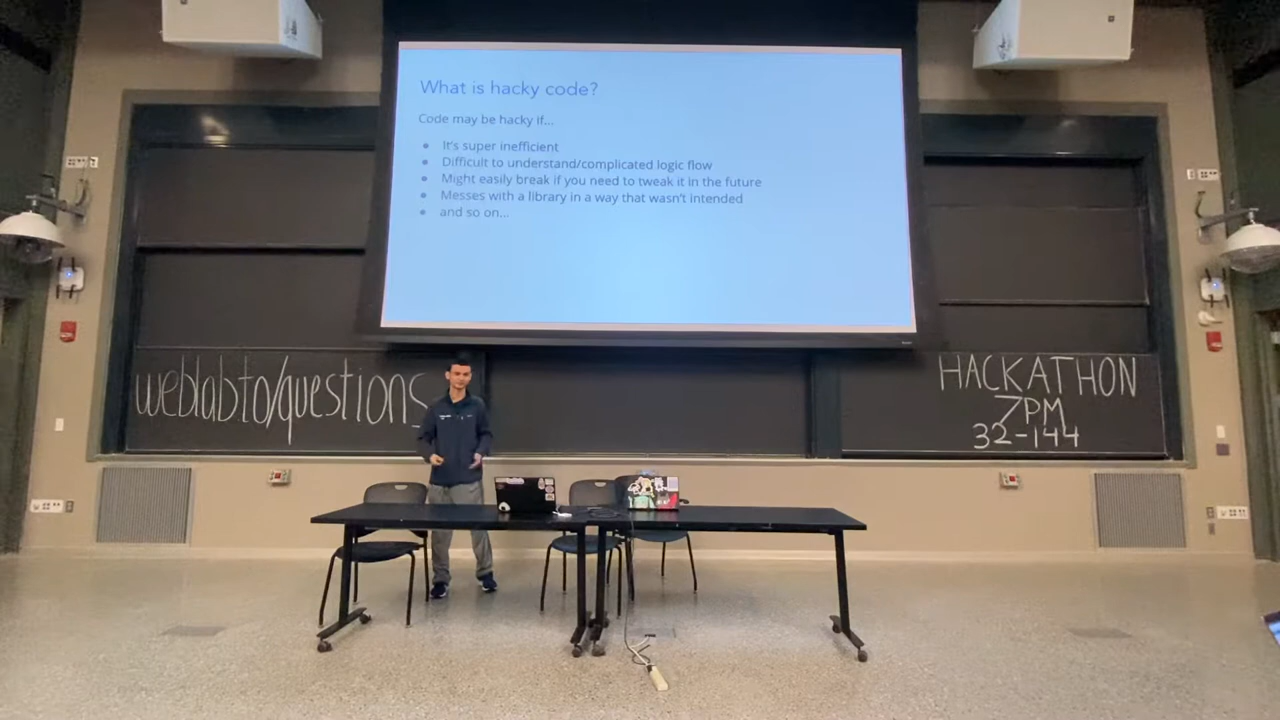 What is hacky code?
Code may be hacky if...
● It's super inefficient
● Difficult to understand/complicated logic flow
● Might easily break if you need to tweak it in the future
● Messes with a library in a way that wasn't intended
● and so on...
weblab.to/questions
HACKATHON
7PM
32-144